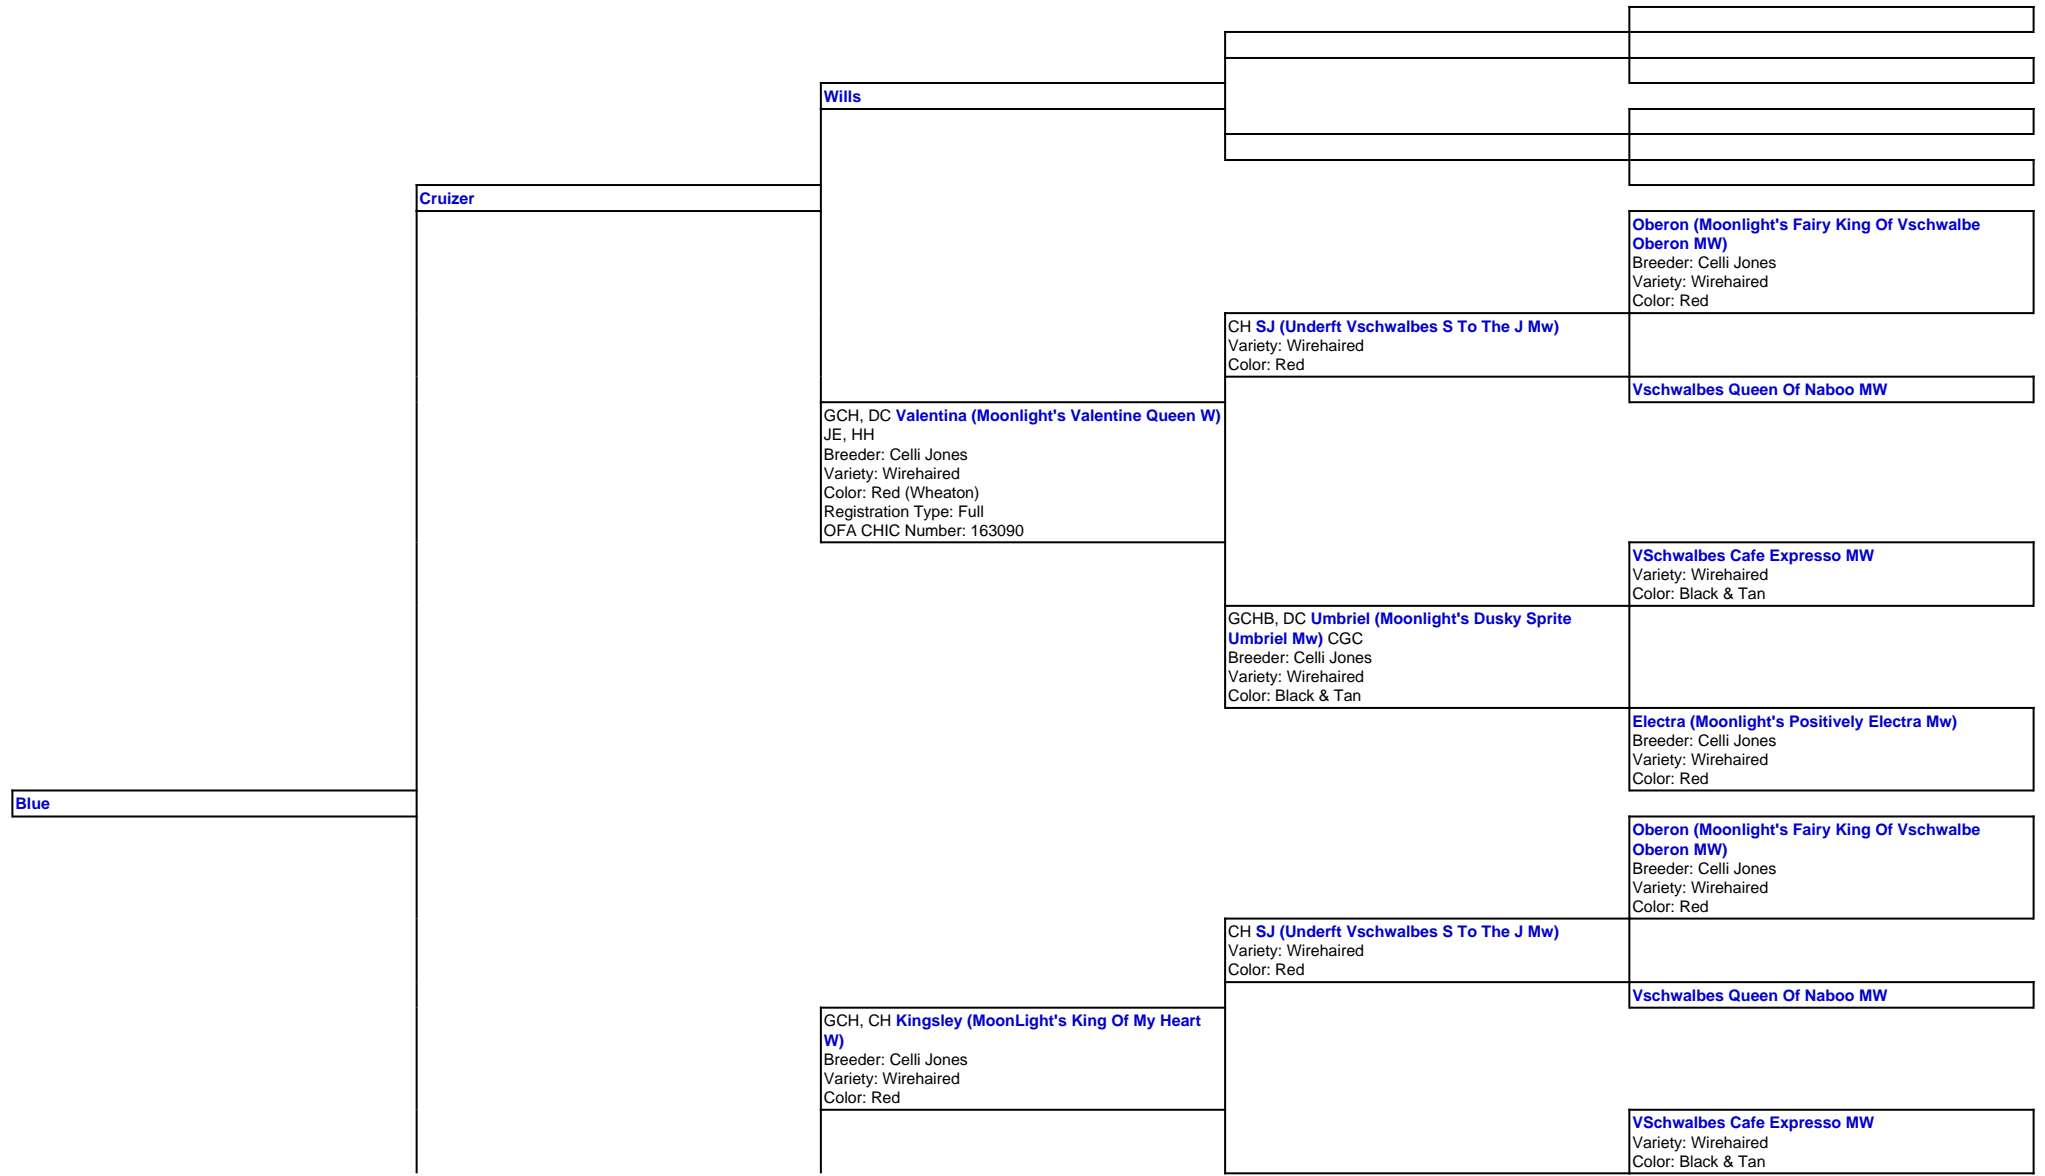 Wills
Cruizer
Oberon (Moonlight's Fairy King Of Vschwalbe
Oberon MW)
Breeder: Celli Jones
Variety: Wirehaired
Color: Red
CH SJ (Underft Vschwalbes S To The J Mw)
Variety: Wirehaired
Color: Red
Vschwalbes Queen Of Naboo MW
GCH, DC Valentina (Moonlight's Valentine Queen W)
JE, HH
Breeder: Celli Jones
Variety: Wirehaired
Color: Red (Wheaton)
Registration Type: Full
OFA CHIC Number: 163090
VSchwalbes Cafe Expresso MW
Variety: Wirehaired
Color: Black & Tan
GCHB, DC Umbriel (Moonlight's Dusky Sprite
Umbriel Mw) CGC
Breeder: Celli Jones
Variety: Wirehaired
Color: Black & Tan
Electra (Moonlight's Positively Electra Mw)
Breeder: Celli Jones
Variety: Wirehaired
Color: Red
Blue
Oberon (Moonlight's Fairy King Of Vschwalbe
Oberon MW)
Breeder: Celli Jones
Variety: Wirehaired
Color: Red
CH SJ (Underft Vschwalbes S To The J Mw)
Variety: Wirehaired
Color: Red
Vschwalbes Queen Of Naboo MW
GCH, CH Kingsley (MoonLight's King Of My Heart
W)
Breeder: Celli Jones
Variety: Wirehaired
Color: Red
VSchwalbes Cafe Expresso MW
Variety: Wirehaired
Color: Black & Tan